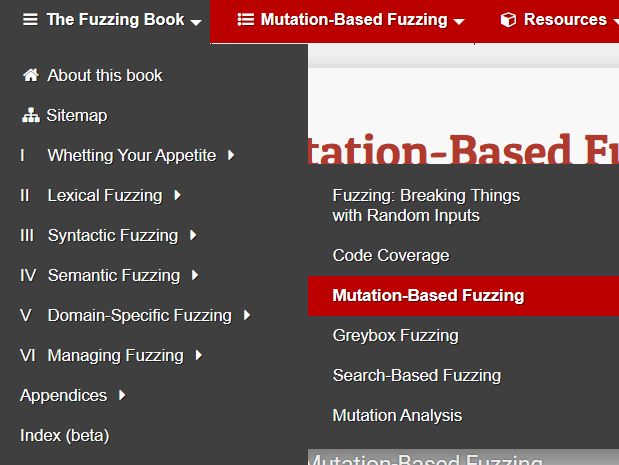 The Fuzzing Book
Mutation-Based Fuzzing
Resources
About this book
Sitemap
I Whetting Your Appetite
II Lexical Fuzzing
III Syntactic Fuzzing
IV Semantic Fuzzing
V Domain-Specific Fuzzing
VI Managing Fuzzing
Appendices
Index (beta)
tation-Based Fu
Fuzzing: Breaking Things
with Random Inputs
Code Coverage
Mutation-Based Fuzzing
Greybox Fuzzing
Search-Based Fuzzing
Mutation Analysis
Mutation-Based Fuzzing